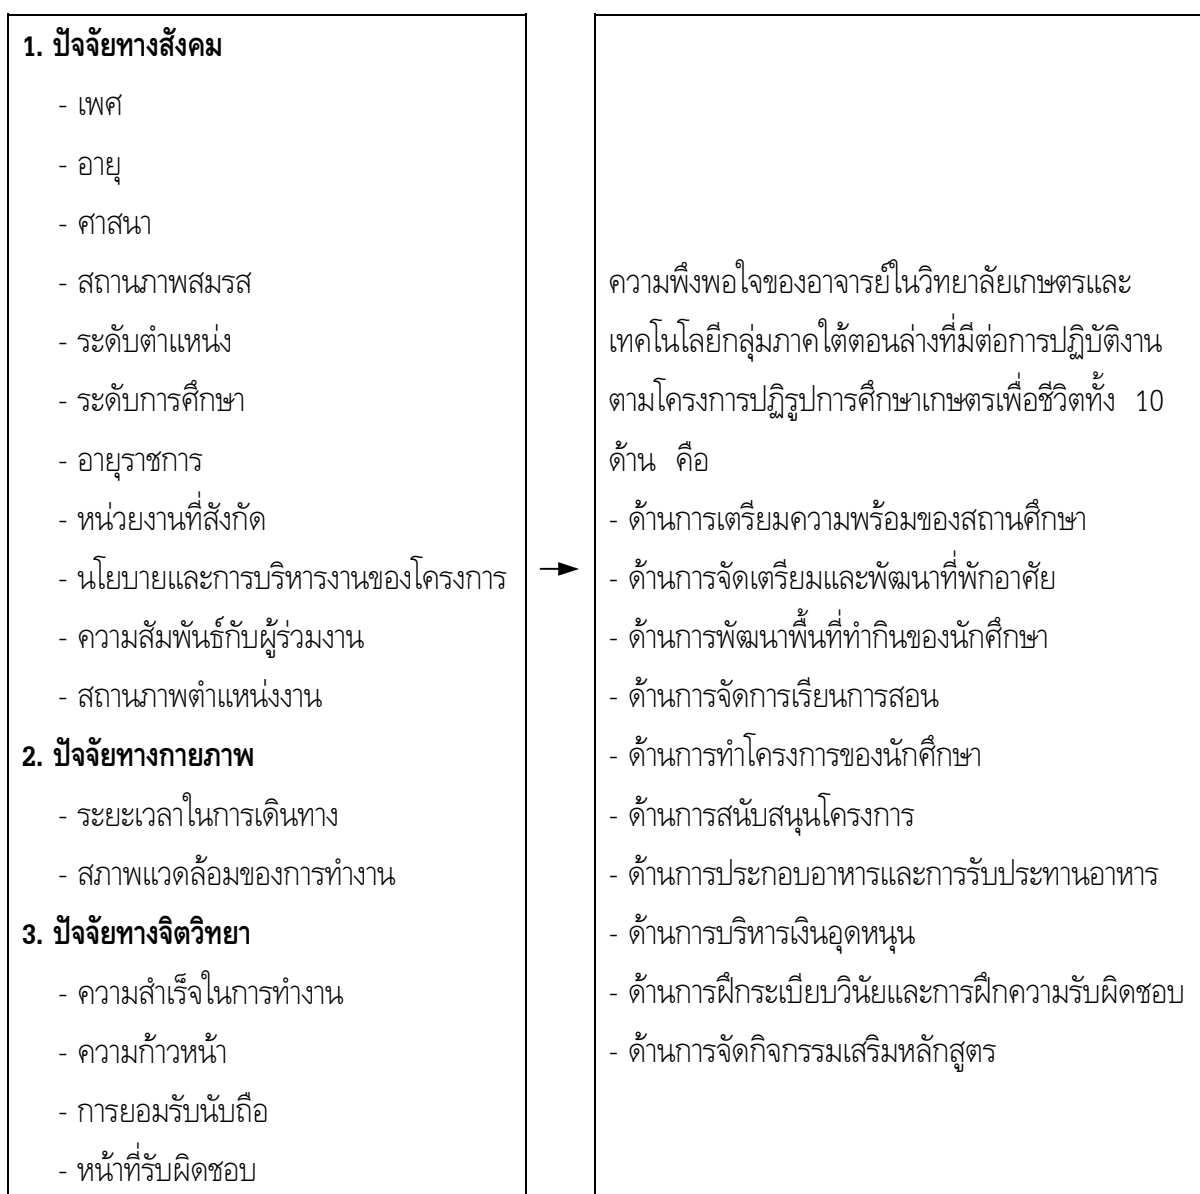 1. ปัจจัยทางสังคม
- เพศ
- อายุ
- ศาสนา
- สถานภาพสมรส
- ระดับตำแหน่ง
- ระดับการศึกษา
- อายุราชการ
- หน่วยงานที่สังกัด
- นโยบายและการบริหารงานของโครงการ
- ความสัมพันธ์กับผู้ร่วมงาน
- สถานภาพตำแหน่งงาน
2. ปัจจัยทางกายภาพ
- ระยะเวลาในการเดินทาง
- สภาพแวดล้อมของการทำงาน
3. ปัจจัยทางจิตวิทยา
- ความสำเร็จในการทำงาน
- ความก้าวหน้า
- การยอมรับนับถือ
- หน้าที่รับผิดชอบ
ความพึงพอใจของอาจารย์ในวิทยาลัยเกษตรและ
เทคโนโลยีกลุ่มภาคใต้ตอนล่างที่มีต่อการปฏิบัติงาน
ตามโครงการปฏิรูปการศึกษาเกษตรเพื่อชีวิตทั้ง 10
ด้าน คือ
- ด้านการเตรียมความพร้อมของสถานศึกษา
- ด้านการจัดเตรียมและพัฒนาที่พักอาศัย
- ด้านการพัฒนาพื้นที่ทำกินของนักศึกษา
- ด้านการจัดการเรียนการสอน
- ด้านการทำโครงการของนักศึกษา
- ด้านการสนับสนุนโครงการ
- ด้านการประกอบอาหารและการรับประทานอาหาร
- ด้านการบริหารเงินอุดหนุน
- ด้านการฝึกระเบียบวินัยและการฝึกความรับผิดชอบ
- ด้านการจัดกิจกรรมเสริมหลักสูตร